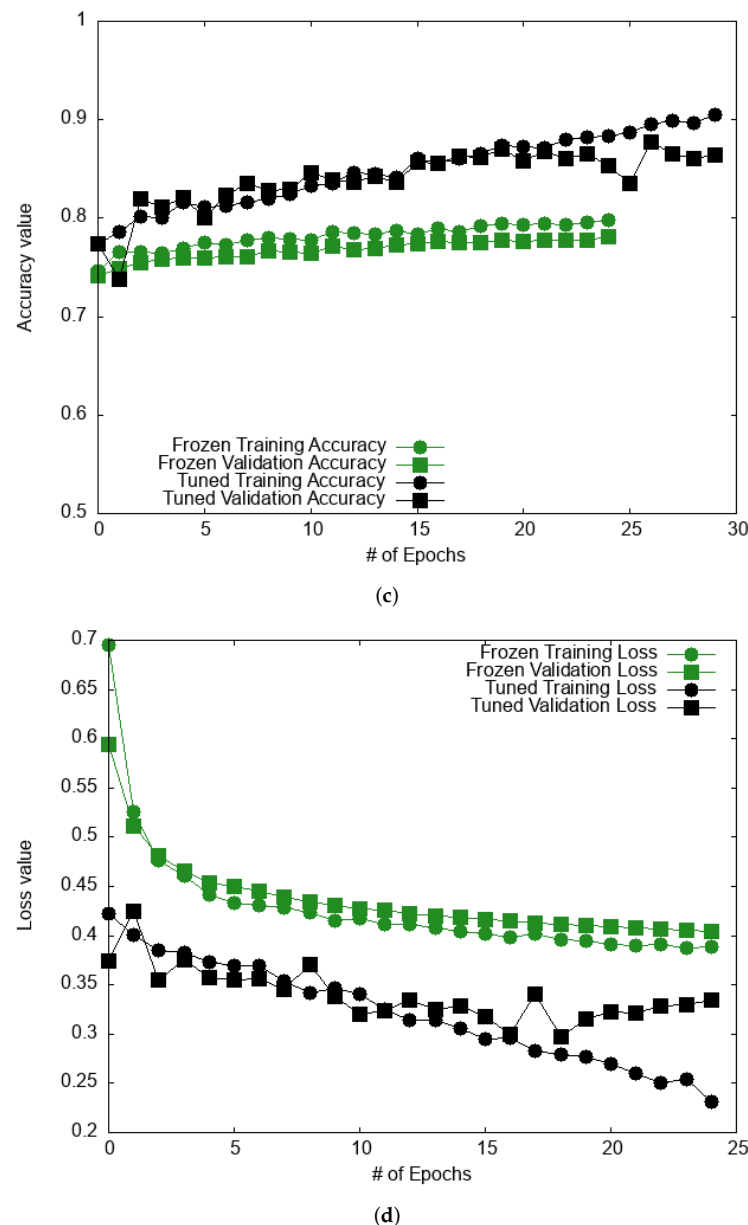 1
0.9
0.8
0.7
0.6
0.5
Accuracy value
Frozen Training Accuracy
Frozen Validation Accuracy
Tuned Training Accuracy
Tuned Validation Accuracy
0 5 10 15 20 25 30
# of Epochs
(c)
0.7
0.65
0.6
0.55
0.5
0.45
0.4
0.35
0.3
0.25
0.2
Loss value
Frozen Training Loss
Frozen Validation Loss
Tuned Training Loss
Tuned Validation Loss
0 5 10 15 20 25
# of Epochs
(d)